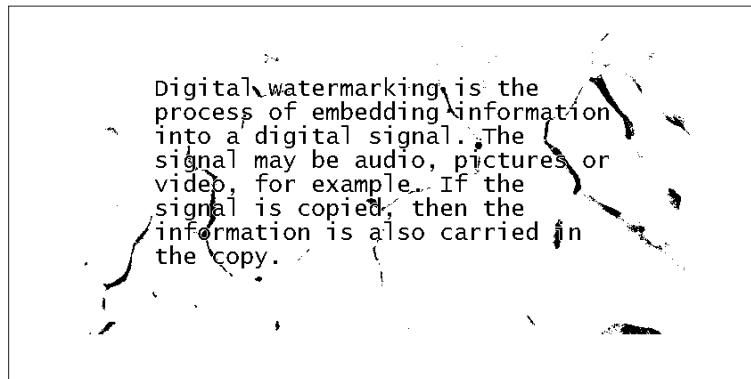 Digital watermarking is the
process of embedding information
into a digital signal. The
signal may be audio, pictures or
video, for example. If the
signal is copied, then the
information is also carried in
the copy.